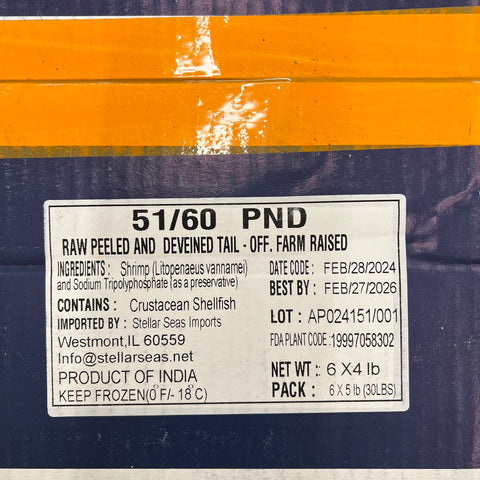 51/60 PND
RAW PEELED AND DEVEINED TAIL - OFF. FARM RAISED
INGREDIENTS : Shrimp (Litopenaeus vannamei)
and Sodium Tripolyphosphate (as a preservative)
CONTAINS : Crustacean Shellfish
IMPORTED BY : Stellar Seas Imports
Westmont,IL 60559
Info@stellarseas.net
PRODUCT OF INDIA
KEEP FROZEN(0°F/- 18°C)
DATE CODE : FEB/28/2024
BEST BY : FEB/27/2026
LOT : AP024151/001
FDA PLANT CODE : 19997058302
NET WT : 6 X4 lb
PACK : 6 X 5 lb (30LBS)